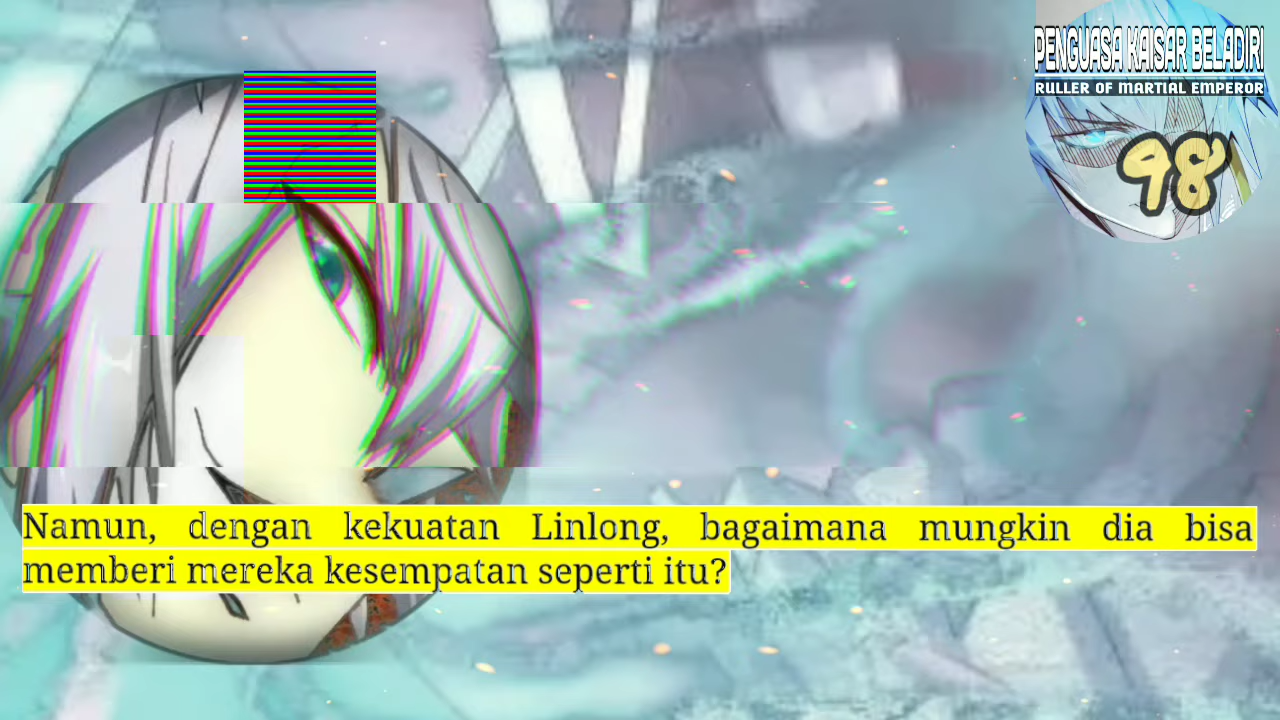 PENGUASA KAISAR BELADIRI
RULLER OF MARTIAL EMPEROR
98
Namun, dengan kekuatan Linlong, bagaimana mungkin dia bisa
memberi mereka kesempatan seperti itu?